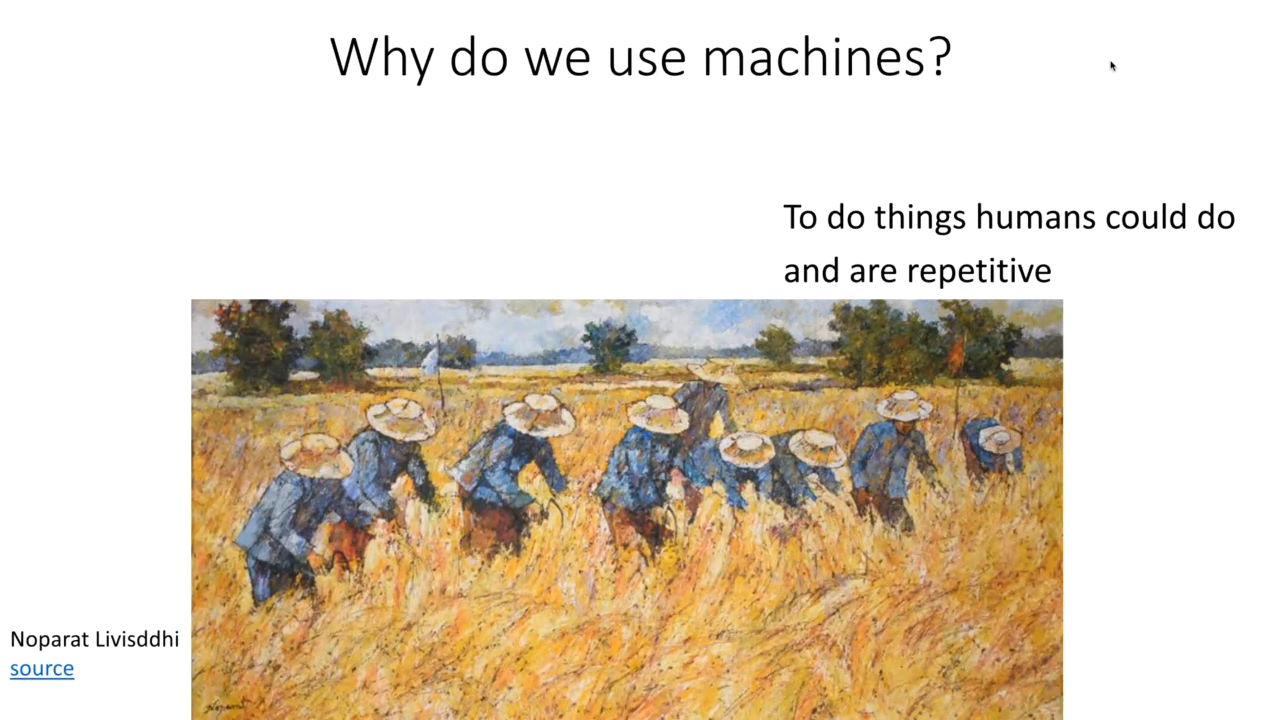 Why do we use machines?
To do things humans could do
and are repetitive
Noparat Livisddhi
source